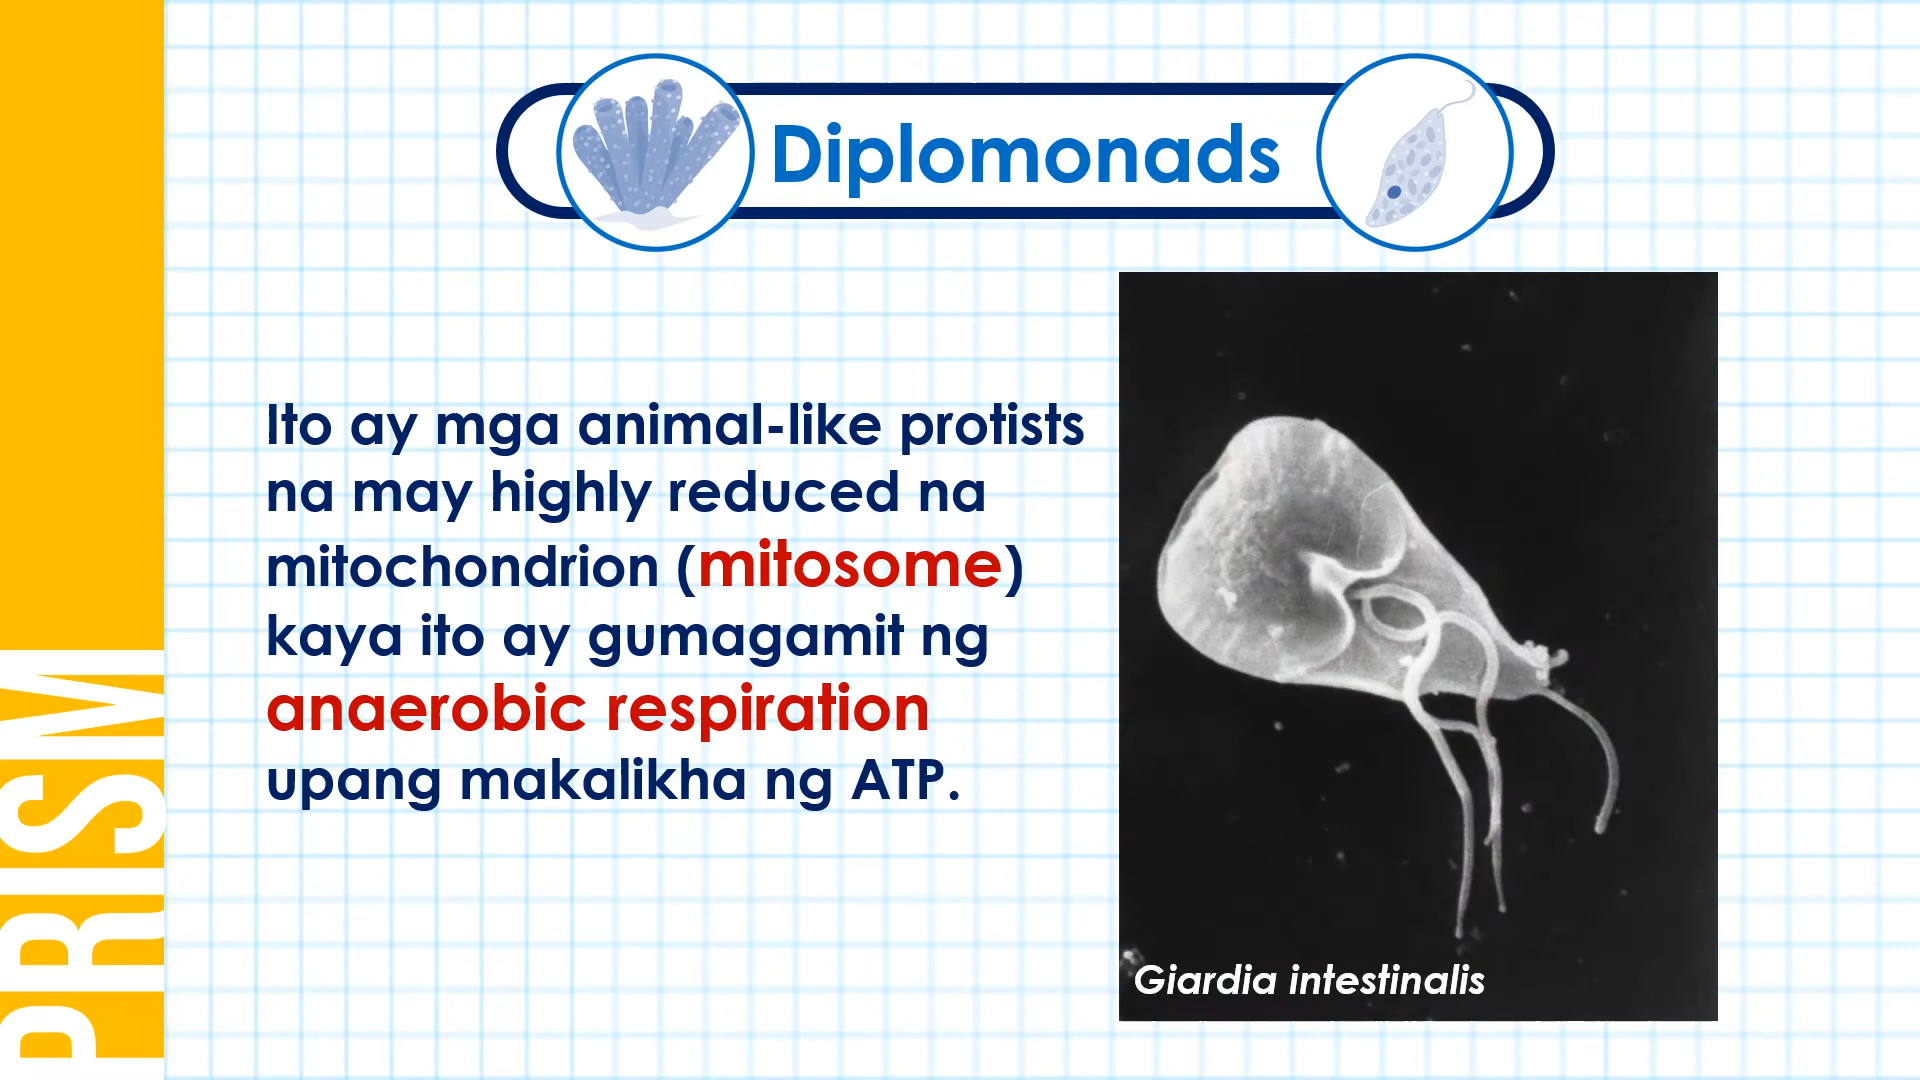 Diplomonads
Ito ay mga animal-like protists
na may highly reduced na
mitochondrion (mitosome)
kaya ito ay gumagamit ng
anaerobic respiration
upang makalikha ng ATP.
Giardia intestinalis
PRISM